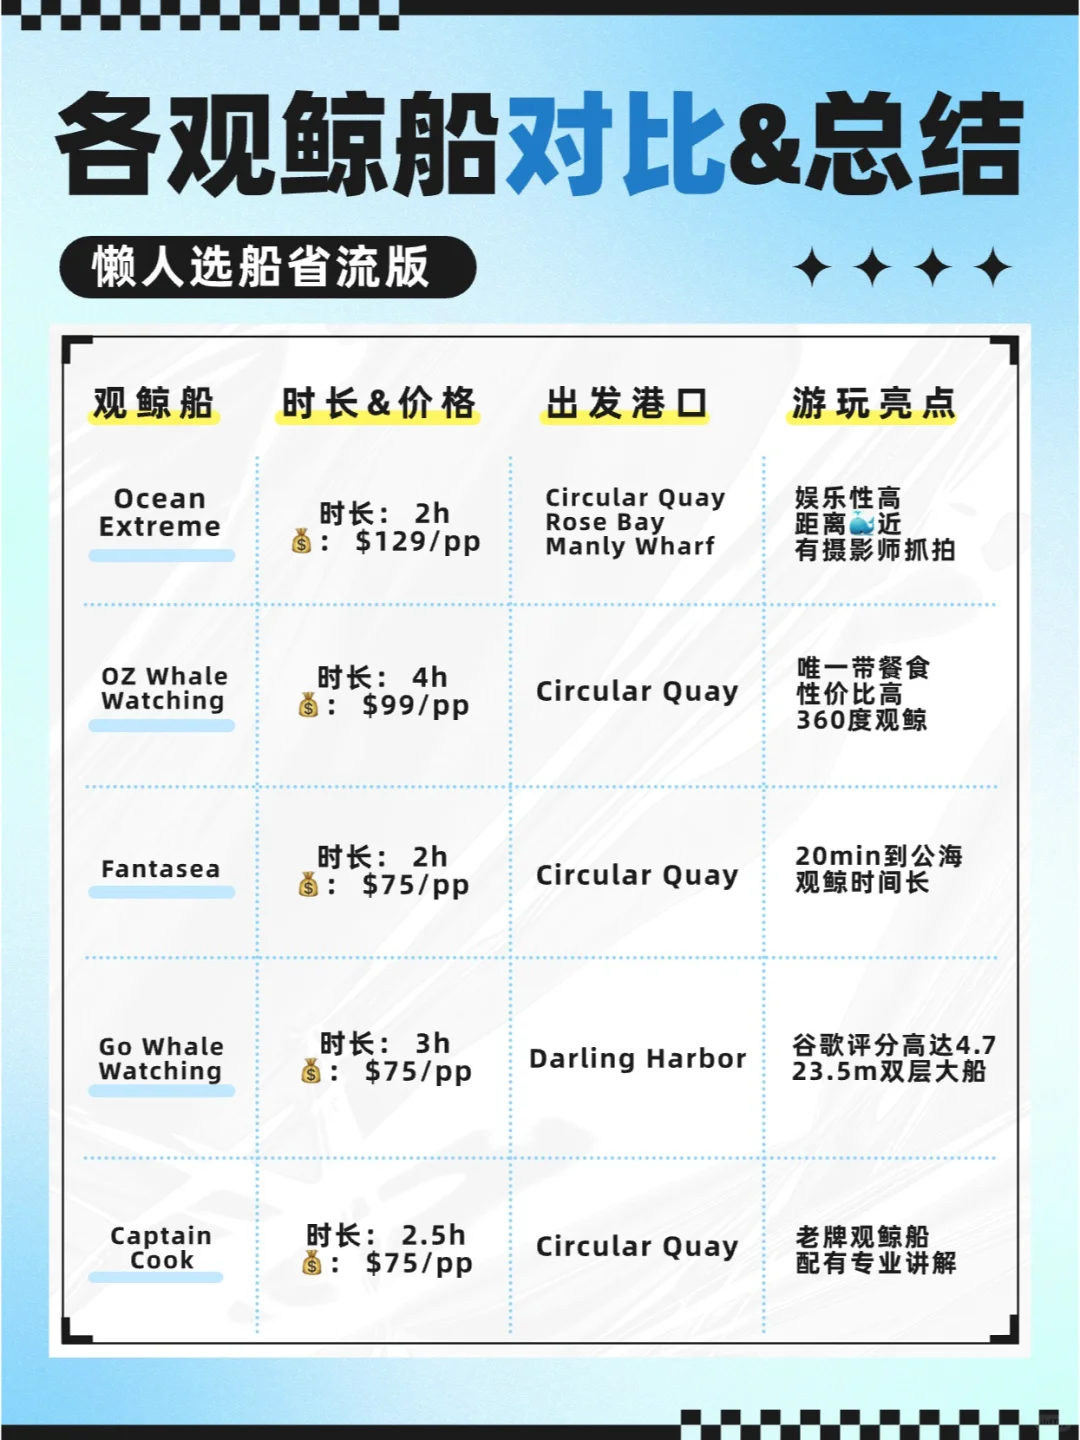 各观鲸船对比&总结
懒人选船省流版
观鲸船
时长&价格
出发港口
游玩亮点
Ocean
Extreme
时长： 2h
💰： $129/pp
Circular Quay
Rose Bay
Manly Wharf
娱乐性高
距离🐳近
有摄影师抓拍
OZ Whale
Watching
时长： 4h
💰： $99/pp
Circular Quay
唯一带餐食
性价比高
360度观鲸
Fantasea
时长： 2h
💰： $75/pp
Circular Quay
20min到公海
观鲸时间长
Go Whale
Watching
时长： 3h
💰： $75/pp
Darling Harbor
谷歌评分高达4.7
23.5m双层大船
Captain
Cook
时长： 2.5h
💰： $75/pp
Circular Quay
老牌观鲸船
配有专业讲解